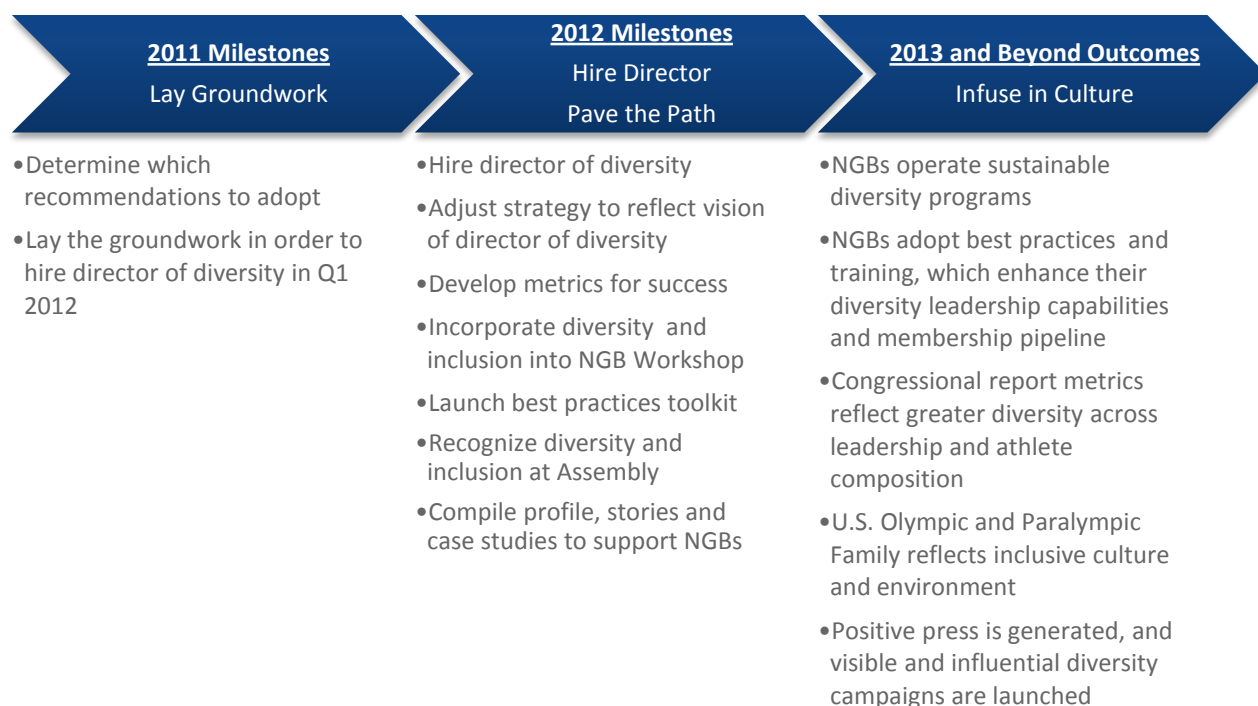 2011 Milestones
Lay Groundwork
•Determine which
recommendations to adopt
•Lay the groundwork in order to
hire director of diversity in Q1
2012
2012 Milestones
Hire Director
Pave the Path
•Hire director of diversity
•Adjust strategy to reflect vision
of director of diversity
•Develop metrics for success
•Incorporate diversity and
inclusion into NGB Workshop
•Launch best practices toolkit
•Recognize diversity and
inclusion at Assembly
•Compile profile, stories and
case studies to support NGBs
2013 and Beyond Outcomes
Infuse in Culture
•NGBs operate sustainable
diversity programs
•NGBs adopt best practices and
training, which enhance their
diversity leadership capabilities
and membership pipeline
•Congressional report metrics
reflect greater diversity across
leadership and athlete
composition
•U.S. Olympic and Paralympic
Family reflects inclusive culture
and environment
•Positive press is generated, and
visible and influential diversity
campaigns are launched